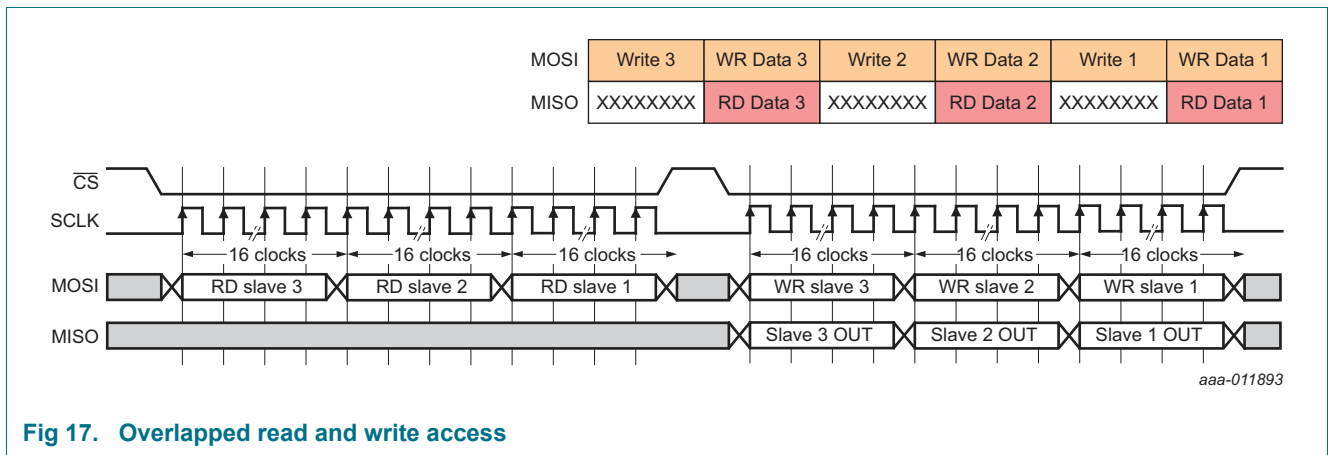 MOSI Write 3 WR Data 3 Write 2 WR Data 2 Write 1 WR Data 1
MISO XXXXXXXX RD Data 3 XXXXXXXX RD Data 2 XXXXXXXX RD Data 1
CS
SCLK
16 clocks 16 clocks 16 clocks 16 clocks 16 clocks 16 clocks
MOSI RD slave 3 RD slave 2 RD slave 1 WR slave 3 WR slave 2 WR slave 1
MISO Slave 3 OUT Slave 2 OUT Slave 1 OUT
aaa-011893
Fig 17. Overlapped read and write access